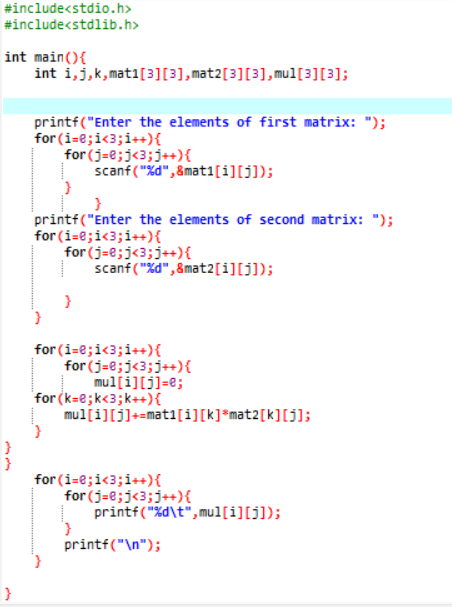 #include<stdio.h>
#include<stdlib.h>
int main(){
int i,j,k,mat1[3][3],mat2[3][3],mul[3][3];
printf("Enter the elements of first matrix: ");
for(i=0;i<3;i++){
for(j=0;j<3;j++){
scanf("%d",&mat1[i][j]);
}
}
printf("Enter the elements of second matrix: ");
for(i=0;i<3;i++){
for(j=0;j<3;j++){
scanf("%d",&mat2[i][j]);
}
}
for(i=0;i<3;i++){
for(j=0;j<3;j++){
mul[i][j]=0;
for(k=0;k<3;k++){
mul[i][j]+=mat1[i][k]*mat2[k][j];
}
}
}
for(i=0;i<3;i++){
for(j=0;j<3;j++){
printf("%d\t",mul[i][j]);
}
printf("\n");
}
}